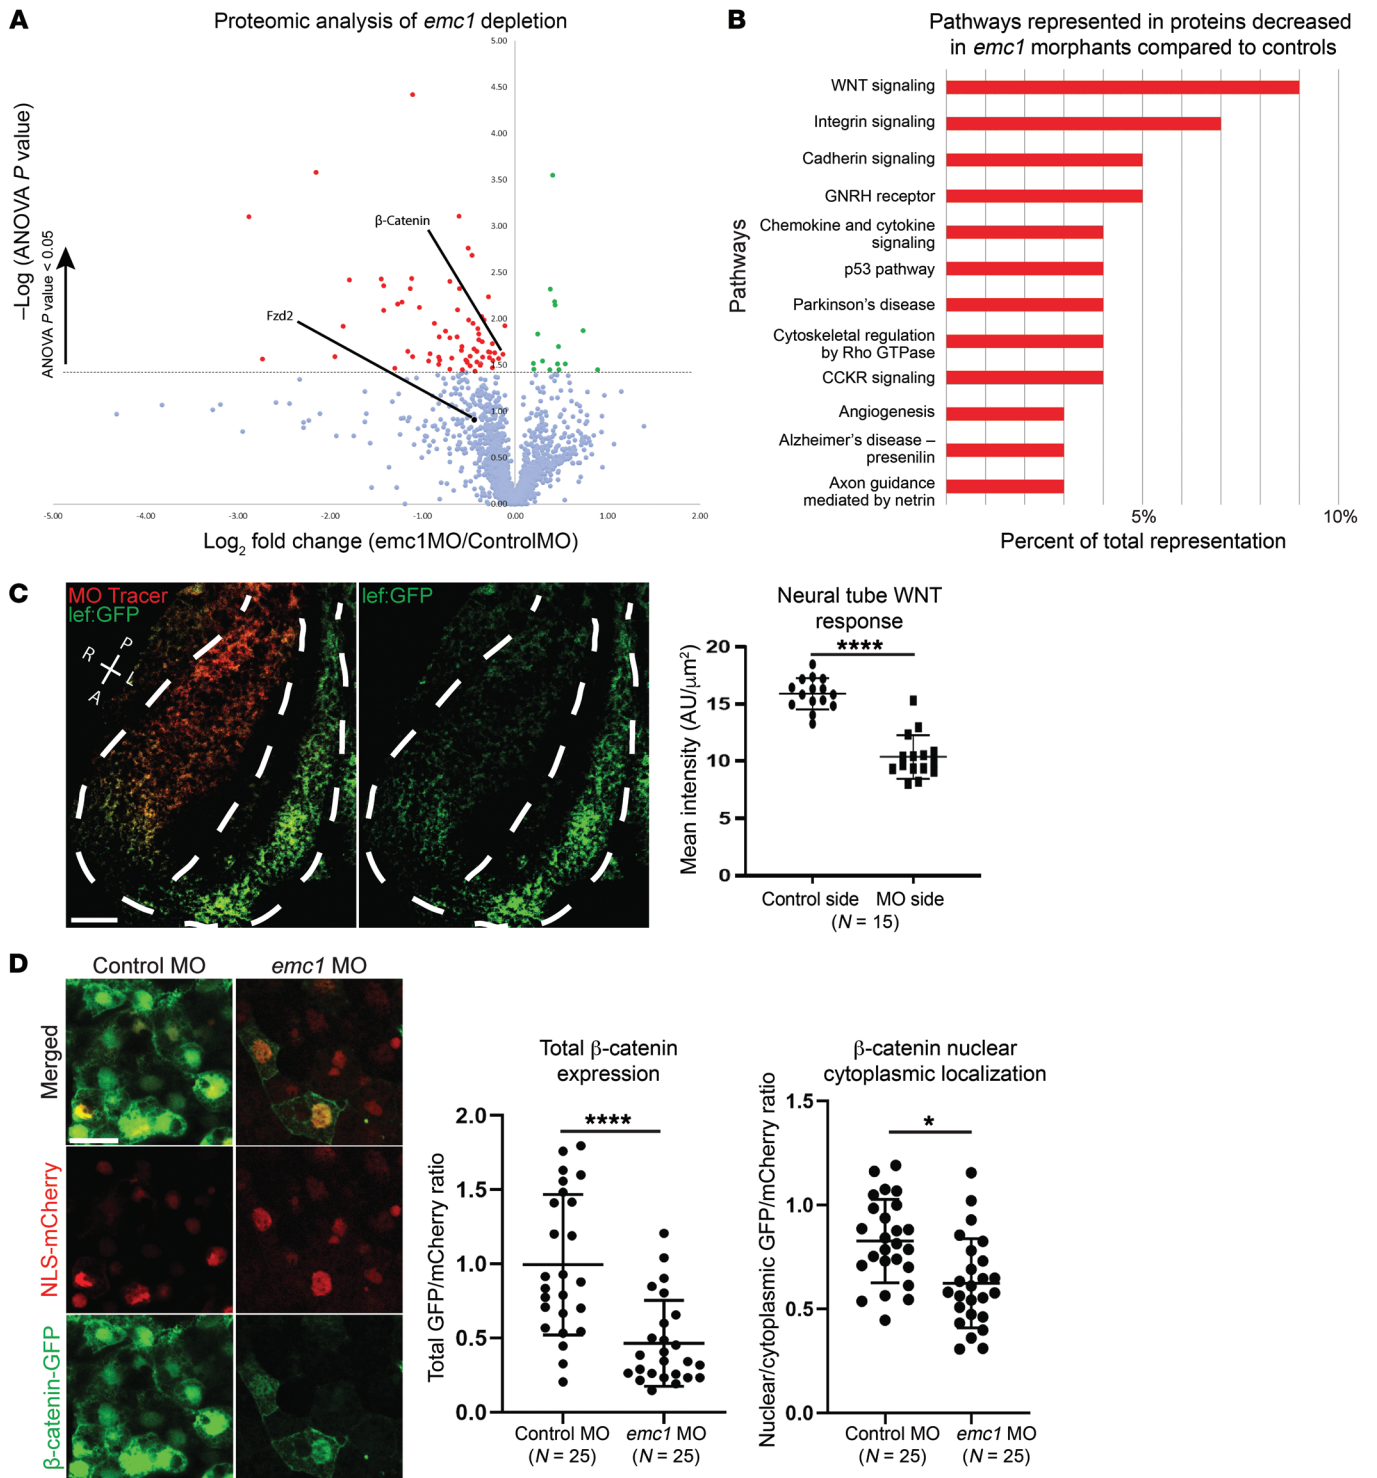 A
Proteomic analysis of emc1 depletion
–Log (ANOVA P value)
ANOVA P value < 0.05
5.00
4.50
4.00
3.50
3.00
2.50
2.00
1.50
1.00
0.50
0.00
β-Catenin
Fzd2
-5.00 -4.00 -3.00 -2.00 -1.00 0.00 1.00 2.00
Log2 fold change (emc1MO/ControlMO)
B
Pathways represented in proteins decreased
in emc1 morphants compared to controls
Pathways
WNT signaling
Integrin signaling
Cadherin signaling
GNRH receptor
Chemokine and cytokine
signaling
p53 pathway
Parkinson's disease
Cytoskeletal regulation
by Rho GTPase
CCKR signaling
Angiogenesis
Alzheimer's disease –
presenilin
Axon guidance
mediated by netrin
5% 10%
Percent of total representation
C
MO Tracer
lef:GFP
P
R
L
A
lef:GFP
Neural tube WNT
response
****
Mean intensity (AU/μm2)
20
15
10
5
0
Control side MO side
(N = 15)
D
Control MO emc1 MO
Merged
NLS-mCherry
β-catenin-GFP
Total β-catenin
expression
****
Total GFP/mCherry ratio
2.0
1.5
1.0
0.5
0.0
Control MO emc1 MO
(N = 25) (N = 25)
β-catenin nuclear
cytoplasmic localization
*
Nuclear/cytoplasmic GFP/mCherry ratio
1.5
1.0
0.5
0.0
Control MO emc1 MO
(N = 25) (N = 25)